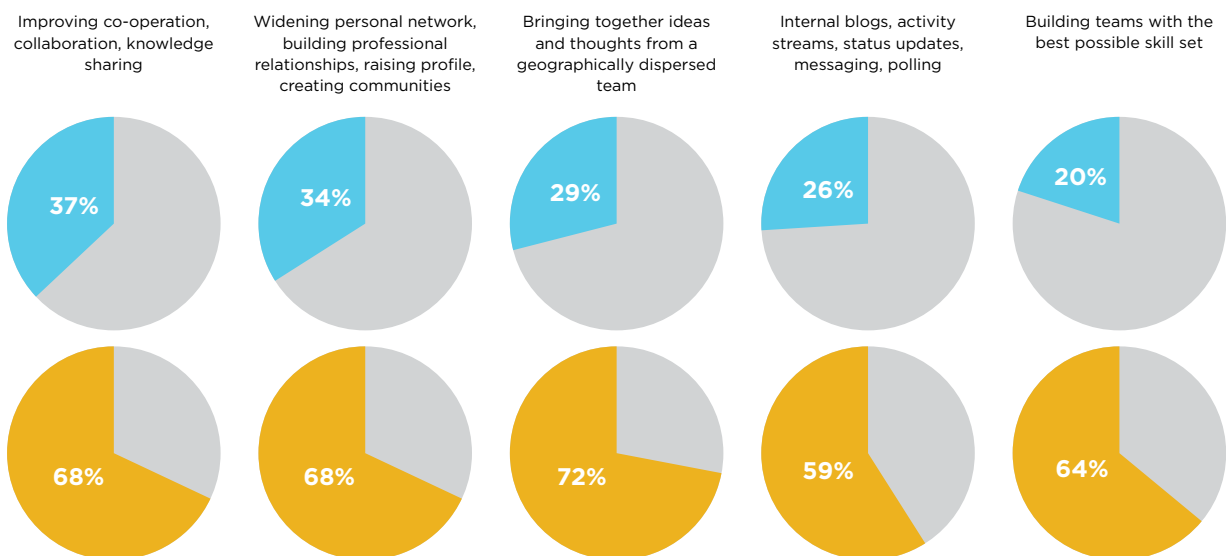 Improving co-operation,
collaboration, knowledge
sharing
Widening personal network,
building professional
relationships, raising profile,
creating communities
Bringing together ideas
and thoughts from a
geographically dispersed
team
Internal blogs, activity
streams, status updates,
messaging, polling
Building teams with the
best possible skill set
37%
34%
29%
26%
20%
68%
68%
72%
59%
64%